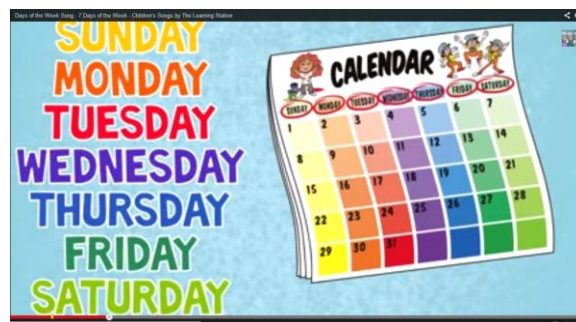 Days of the Week Song - 7 Days of the Week - Children's Songs by The Learning Station
SUNDAY
MONDAY
TUESDAY
WEDNESDAY
THURSDAY
FRIDAY
SATURDAY
CALENDAR
SUNDAY MONDAY TUESDAY WEDNESDAY THURSDAY FRIDAY SATURDAY
1 2 3 4 5 6 7
8 9 10 11 12 13 14
15 16 17 18 19 20 21
22 23 24 25 26 27 28
29 30 31